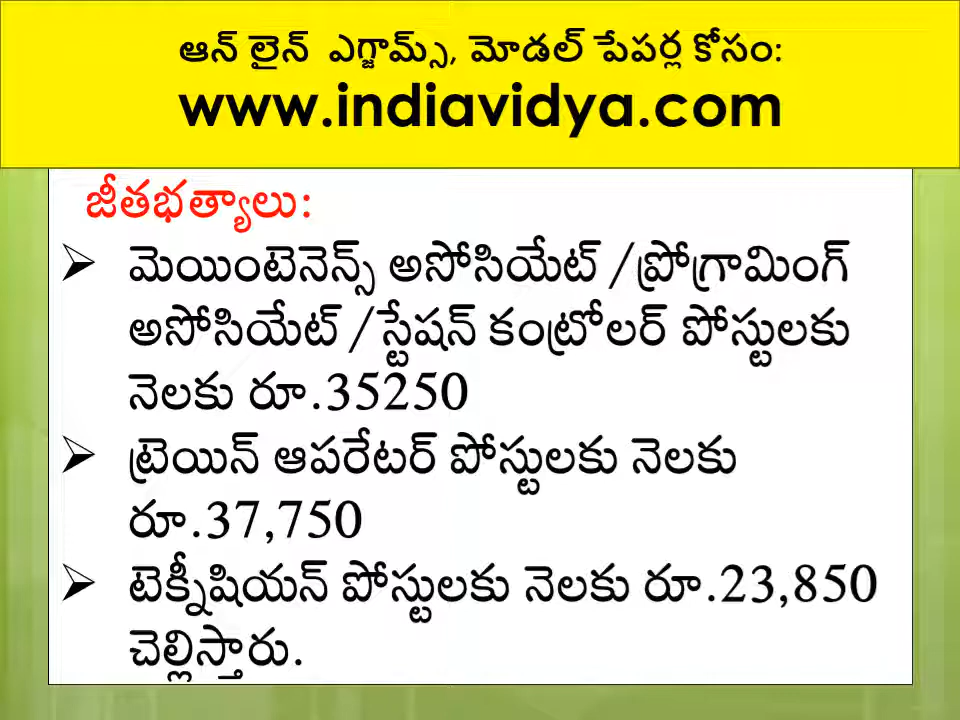 ఆన్ లైన్ ఎగ్జామ్స్, మోడల్ పేపర్ల కోసం:
www.indiavidya.com
జీతభత్యాలు:
➢ మెయింటెనెన్స్ అసోసియేట్ /ప్రోగ్రామింగ్
అసోసియేట్ /స్టేషన్ కంట్రోలర్ పోస్టులకు
నెలకు రూ.35250
➢ ట్రెయిన్ ఆపరేటర్ పోస్టులకు నెలకు
రూ.37,750
➢ టెక్నీషియన్ పోస్టులకు నెలకు రూ.23,850
చెల్లిస్తారు.